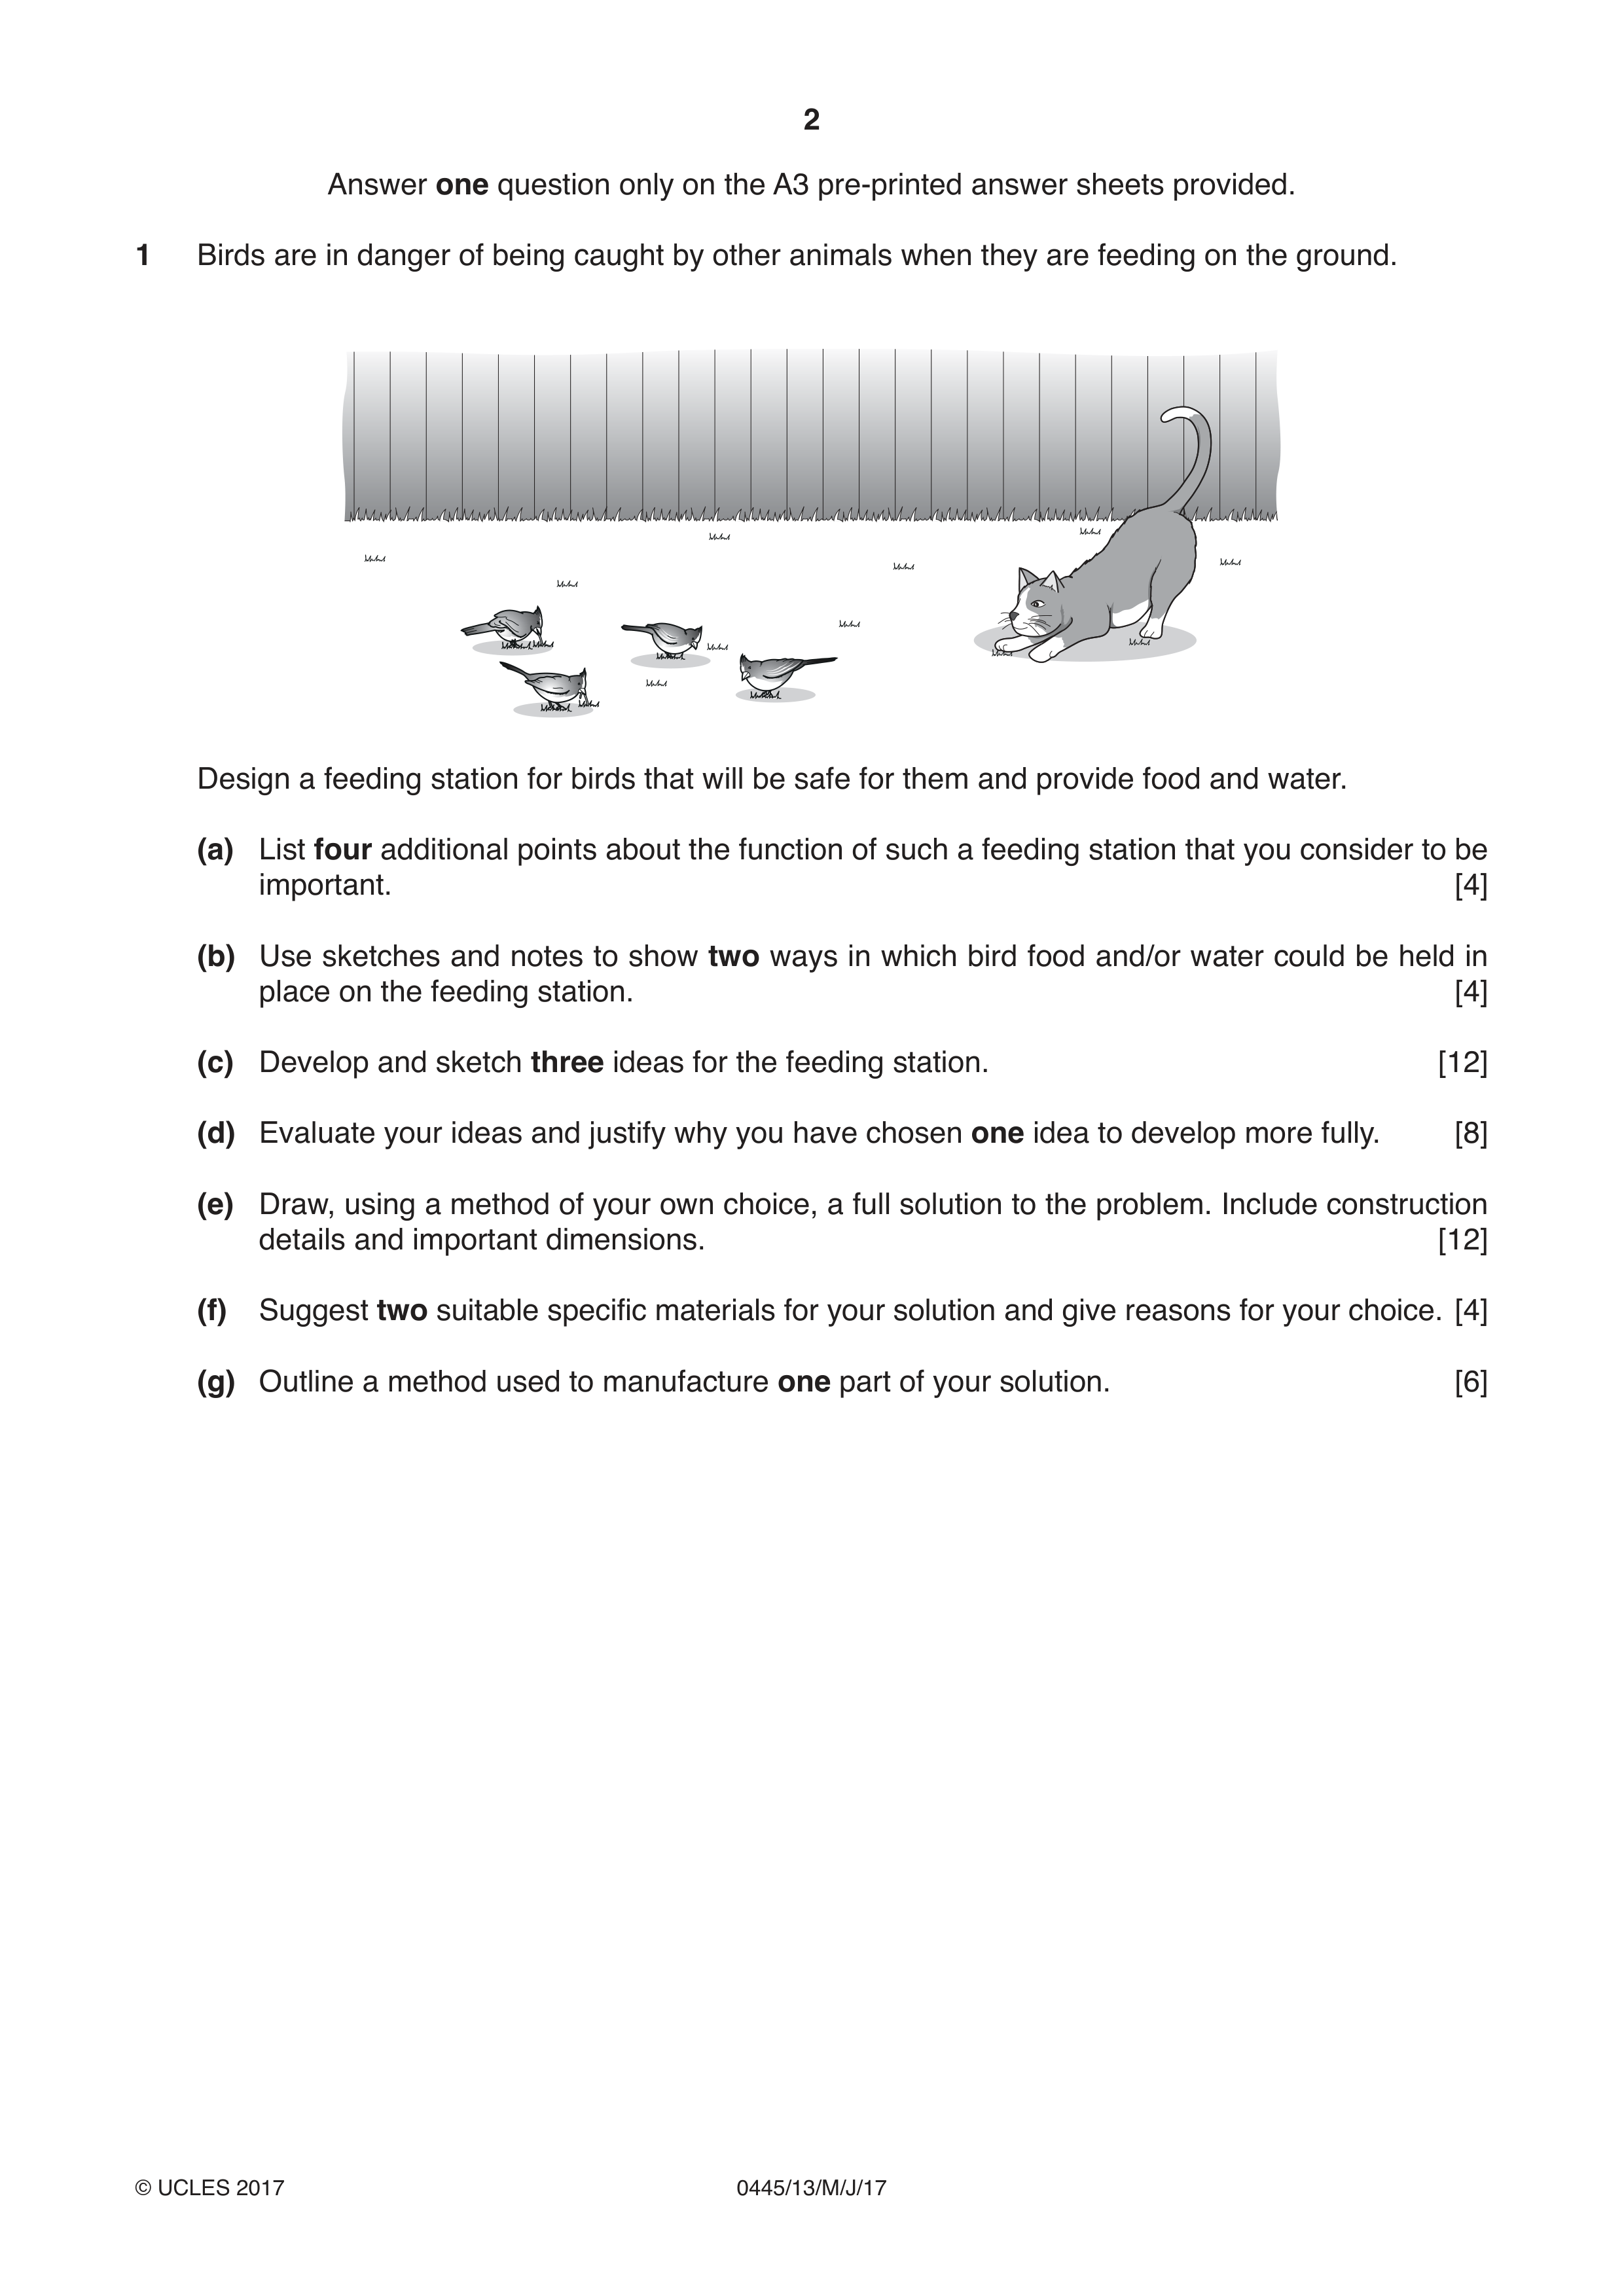 2
Answer one question only on the A3 pre-printed answer sheets provided.
1 Birds are in danger of being caught by other animals when they are feeding on the ground.
Design a feeding station for birds that will be safe for them and provide food and water.
(a) List four additional points about the function of such a feeding station that you consider to be
important. [4]
(b) Use sketches and notes to show two ways in which bird food and/or water could be held in
place on the feeding station. [4]
(c) Develop and sketch three ideas for the feeding station. [12]
(d) Evaluate your ideas and justify why you have chosen one idea to develop more fully. [8]
(e) Draw, using a method of your own choice, a full solution to the problem. Include construction
details and important dimensions. [12]
(f) Suggest two suitable specific materials for your solution and give reasons for your choice. [4]
(g) Outline a method used to manufacture one part of your solution. [6]
© UCLES 2017 0445/13/M/J/17